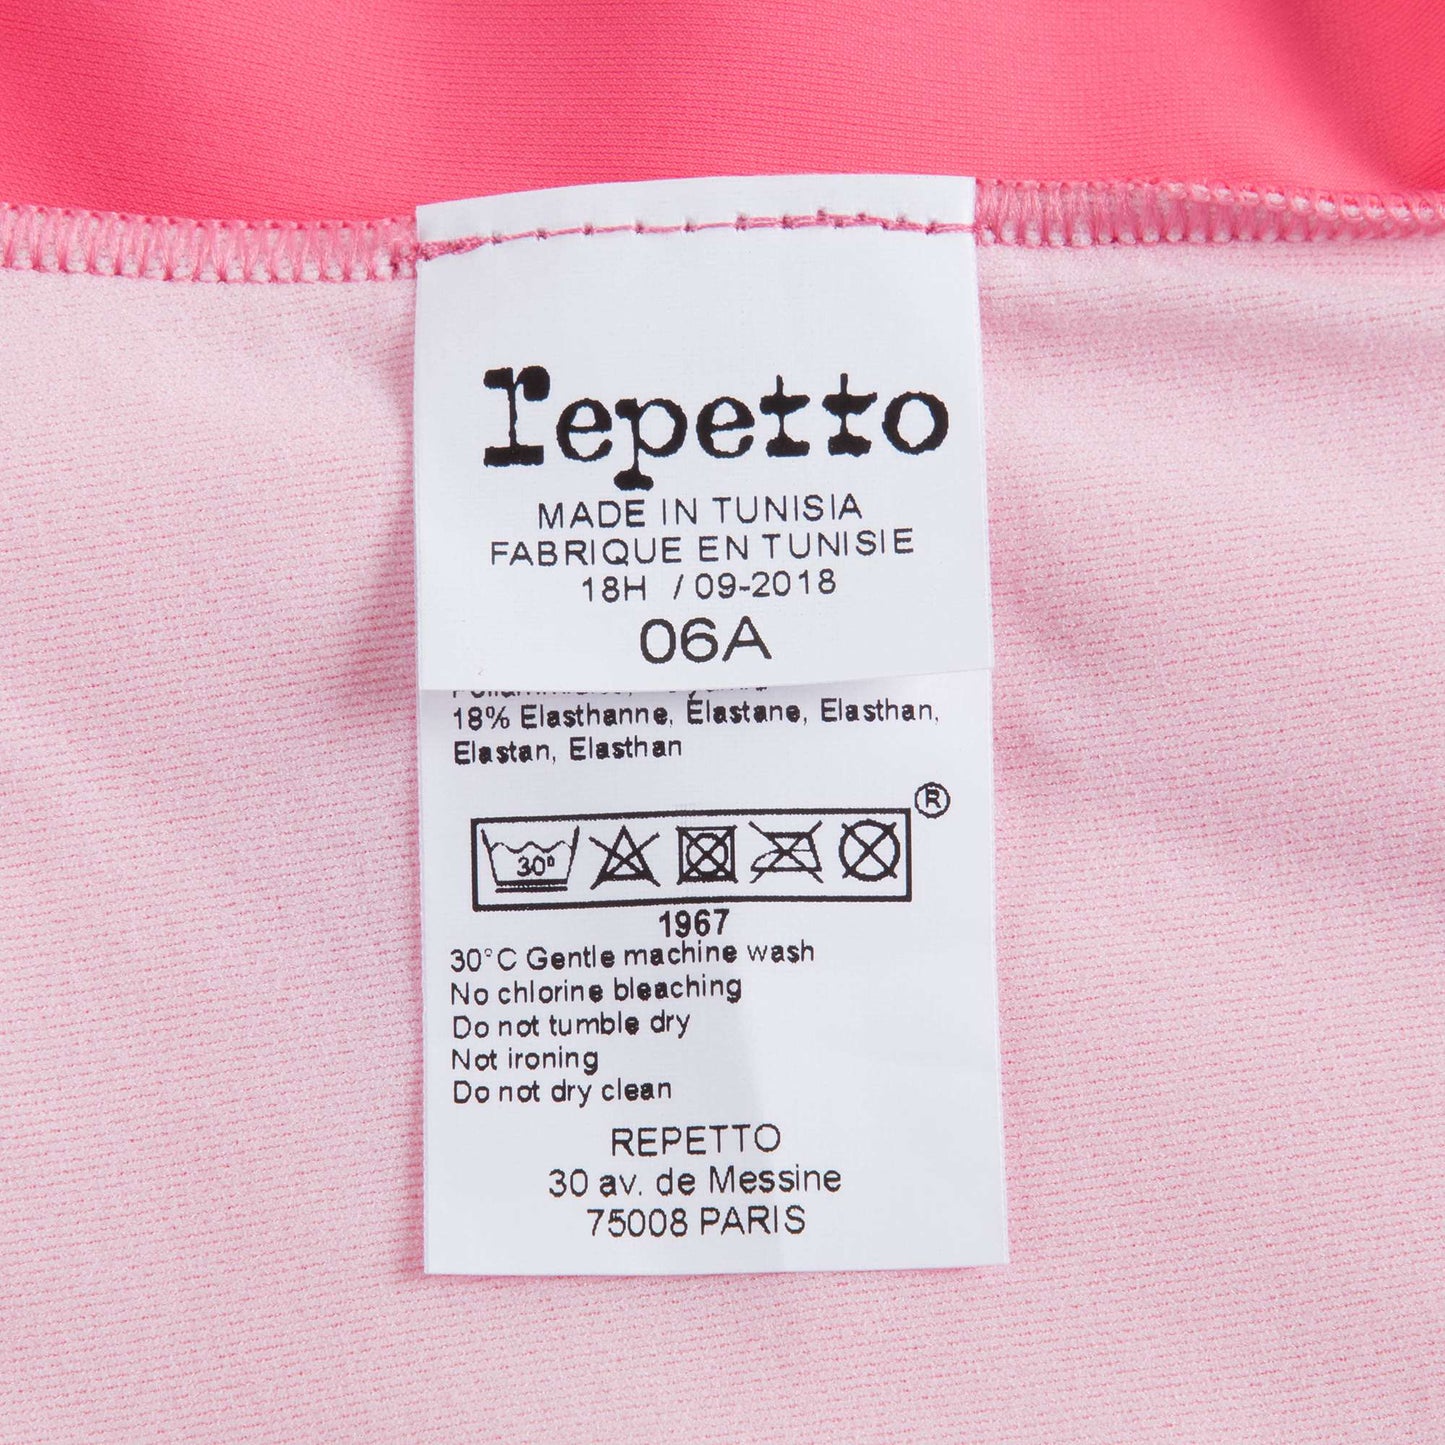 repetto
MADE IN TUNISIA
FABRIQUE EN TUNISIE
18H / 09-2018
06A
18% Elasthanne, Élastane, Elasthan,
Elastan, Elasthan
®
30°
1967
30°C Gentle machine wash
No chlorine bleaching
Do not tumble dry
Not ironing
Do not dry clean
REPETTO
30 av. de Messine
75008 PARIS